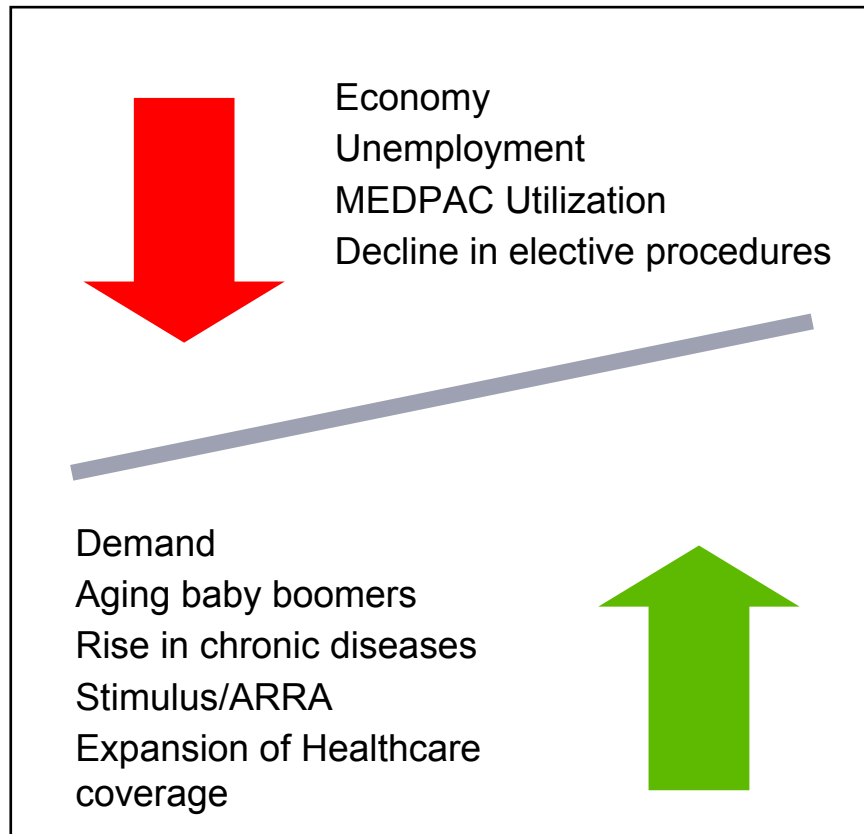 Economy
Unemployment
MEDPAC Utilization
Decline in elective procedures
Demand
Aging baby boomers
Rise in chronic diseases
Stimulus/ARRA
Expansion of Healthcare
coverage